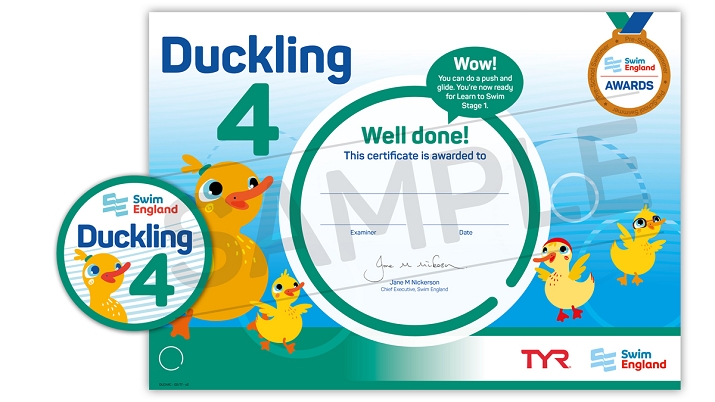 Duckling
4
Wow!
You can do a push and
glide. You're now ready
for Learn to Swim
Stage 1.
Swim
England
AWARDS
Well done!
This certificate is awarded to
Examiner
Date
Jane M Nickerson
Jane M Nickerson
Chief Executive, Swim England
SAMPLE
Swim
England
Duckling
4
TYR
Swim
England